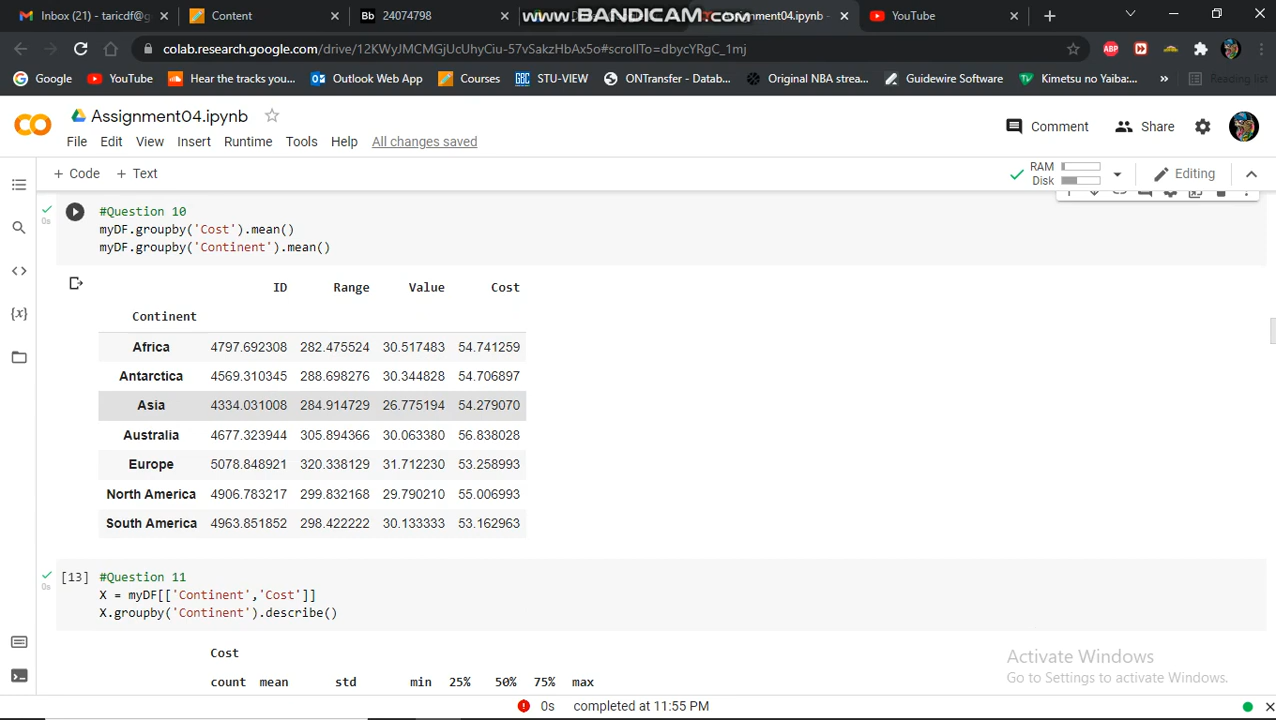 Inbox (21) - taricdf@g
Content
24074798
WWW.BANDICAM.COM
nment04.ipynb -
YouTube
colab.research.google.com/drive/12KWyJMCMGjUcUhyCiu-57vSakzHbAx5o#scrollTo=dbycYRgC_1mj
Google
YouTube
Hear the tracks you...
Outlook Web App
Courses
STU-VIEW
ONTransfer - Datab...
Original NBA strea...
Guidewire Software
Kimetsu no Yaiba:...
»
Reading list
Assignment04.ipynb
Comment
Share
File Edit View Insert Runtime Tools Help All changes saved
+ Code + Text
RAM
Disk
Editing
#Question 10
0s
myDF.groupby('Cost').mean()
myDF.groupby('Continent').mean()
ID Range Value Cost
Continent
Africa 4797.692308 282.475524 30.517483 54.741259
Antarctica 4569.310345 288.698276 30.344828 54.706897
Asia 4334.031008 284.914729 26.775194 54.279070
Australia 4677.323944 305.894366 30.063380 56.838028
Europe 5078.848921 320.338129 31.712230 53.258993
North America 4906.783217 299.832168 29.790210 55.006993
South America 4963.851852 298.422222 30.133333 53.162963
[13] #Question 11
0s
X = myDF[['Continent','Cost']]
X.groupby('Continent').describe()
Cost
count mean std min 25% 50% 75% max
Activate Windows
Go to Settings to activate Windows.
0s completed at 11:55 PM